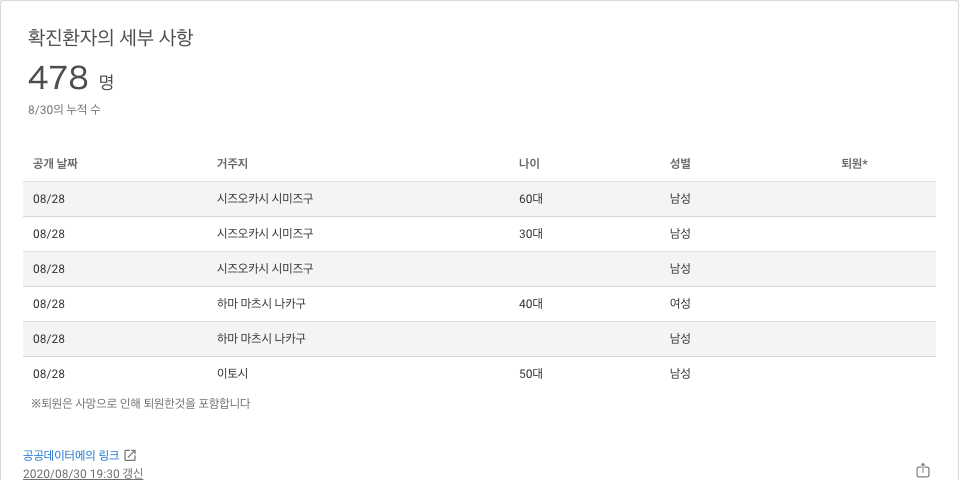 확진환자의 세부 사항
478 명
8/30의 누적 수
공개 날짜 거주지 나이 성별 퇴원*
08/28 시즈오카시 시미즈구 60대 남성
08/28 시즈오카시 시미즈구 30대 남성
08/28 시즈오카시 시미즈구 남성
08/28 하마 마츠시 나카구 40대 여성
08/28 하마 마츠시 나카구 남성
08/28 이토시 50대 남성
※퇴원은 사망으로 인해 퇴원한것을 포함합니다
공공데이터에의 링크
2020/08/30 19:30 갱신